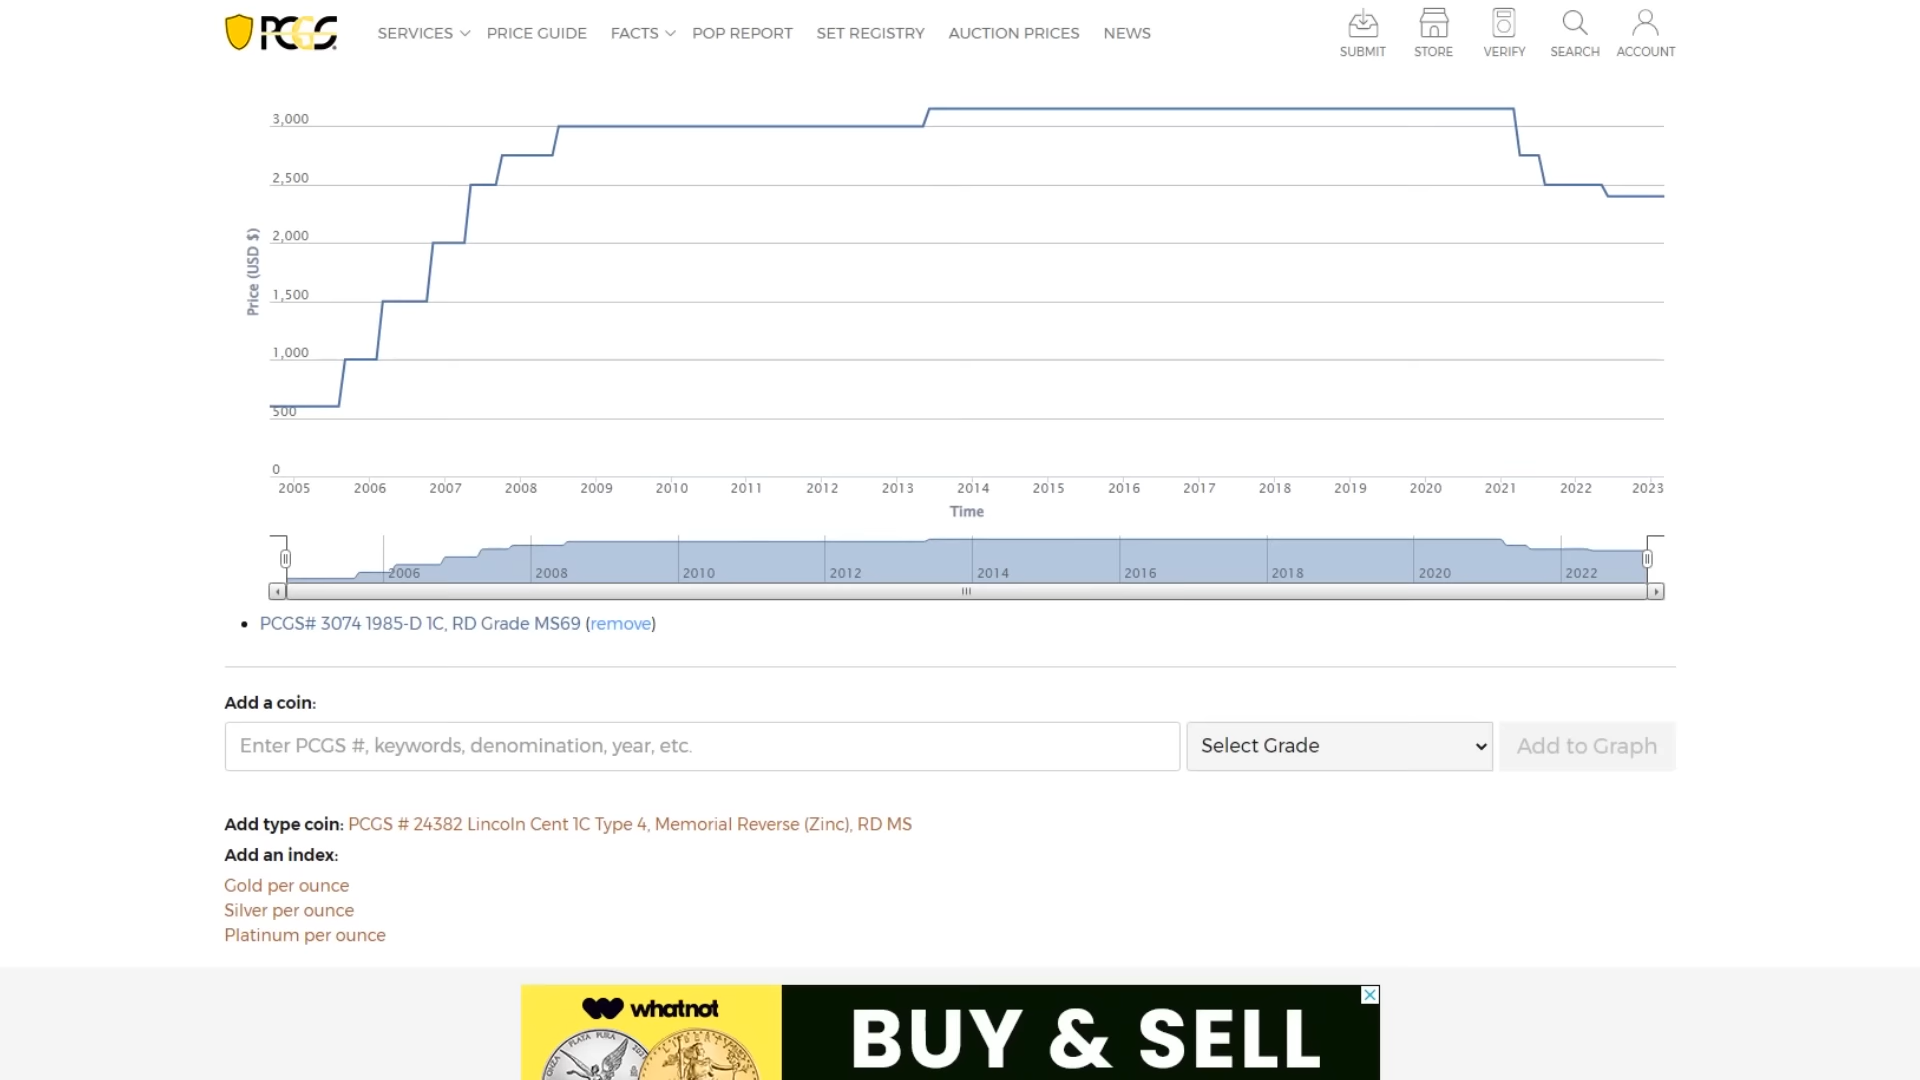 PCGS
SERVICES PRICE GUIDE FACTS POP REPORT SET REGISTRY AUCTION PRICES NEWS
SUBMIT STORE VERIFY SEARCH ACCOUNT
Price (USD $)
3,000
2,500
2,000
1,500
1,000
500
0
2005 2006 2007 2008 2009 2010 2011 2012 2013 2014 2015 2016 2017 2018 2019 2020 2021 2022 2023
Time
2006 2008 2010 2012 2014 2016 2018 2020 2022
• PCGS# 3074 1985-D 1C, RD Grade MS69 (remove)
Add a coin:
Enter PCGS #, keywords, denomination, year, etc. Select Grade Add to Graph
Add type coin: PCGS # 24382 Lincoln Cent 1C Type 4, Memorial Reverse (Zinc), RD MS
Add an index:
Gold per ounce
Silver per ounce
Platinum per ounce
whatnot
BUY & SELL
PLATA PURA
LIBERTY